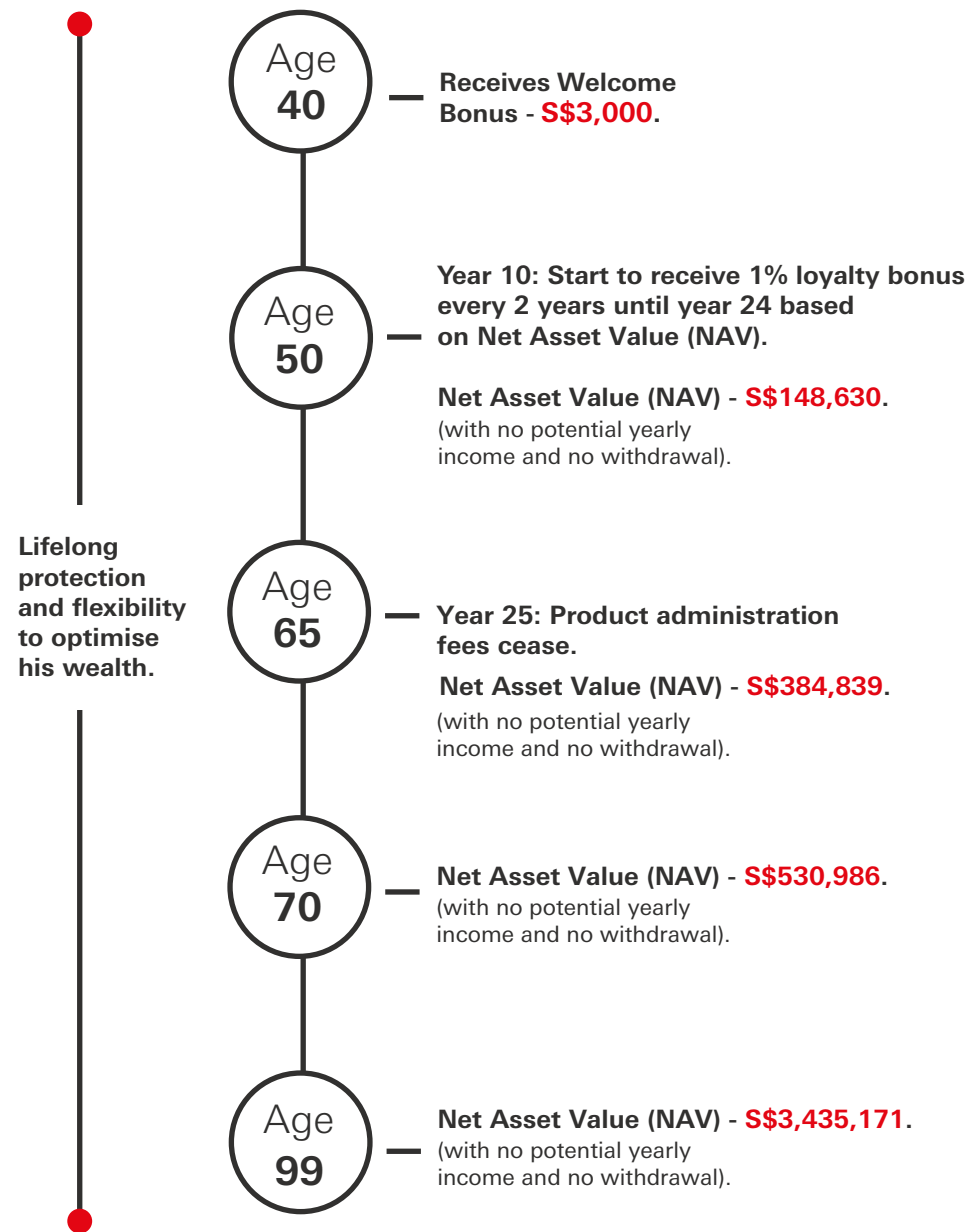 Age
40
Receives Welcome
Bonus - S$3,000.
Age
50
Year 10: Start to receive 1% loyalty bonus
every 2 years until year 24 based
on Net Asset Value (NAV).
Net Asset Value (NAV) - S$148,630.
(with no potential yearly
income and no withdrawal).
Lifelong
protection
and flexibility
to optimise
his wealth.
Age
65
Year 25: Product administration
fees cease.
Net Asset Value (NAV) - S$384,839.
(with no potential yearly
income and no withdrawal).
Age
70
Net Asset Value (NAV) - S$530,986.
(with no potential yearly
income and no withdrawal).
Age
99
Net Asset Value (NAV) - S$3,435,171.
(with no potential yearly
income and no withdrawal).